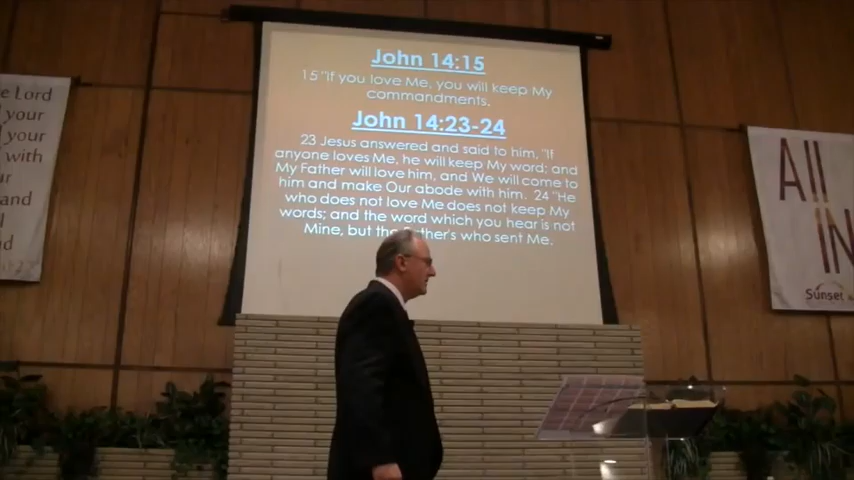 John 14:15
15 "If you love Me, you will keep My
commandments.
John 14:23-24
23 Jesus answered and said to him, "If
anyone loves Me, he will keep My word; and
My Father will love him, and We will come to
him and make Our abode with him. 24 "He
who does not love Me does not keep My
words; and the word which you hear is not
Mine, but the Father's who sent Me.
e Lord
your
your
with
r
and
d
All
in
Sunset